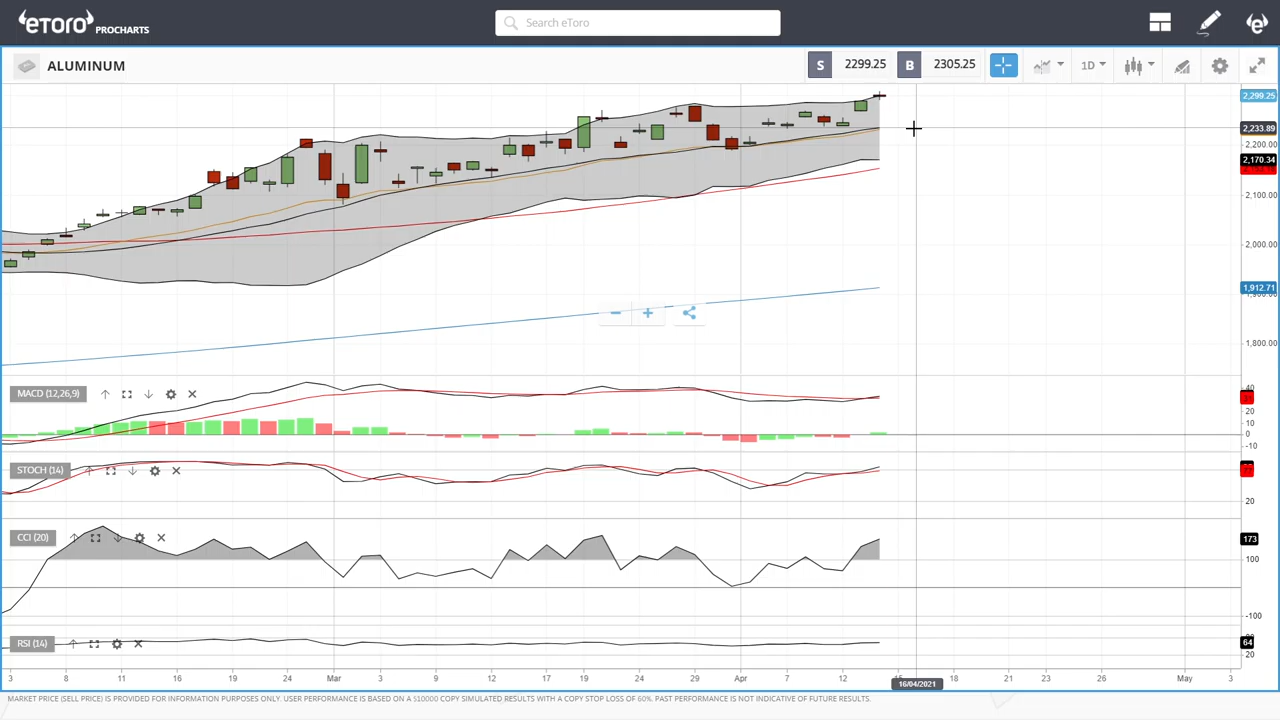 eToro PROCHARTS
Search eToro
ALUMINUM
S 2299.25 B 2305.25 1D
2,299.25
2,233.89
2,200.00
2,170.34
2,100.00
2,000.00
1,912.71
1,800.00
MACD (12,26,9)
40
20
10
0
-10
STOCH (14)
20
CCI (20)
173
100
-100
RSI (14)
64
20
3 8 11 16 19 24 Mar 3 9 12 17 19 24 29 Apr 7 12 18 21 23 26 May 3
16/04/2021
MARKET PRICE (SELL PRICE) IS PROVIDED FOR INFORMATION PURPOSES ONLY. USER PERFORMANCE IS BASED ON A $10000 COPY SIMULATED RESULTS WITH A COPY STOP LOSS OF 60%. PAST PERFORMANCE IS NOT INDICATIVE OF FUTURE RESULTS.